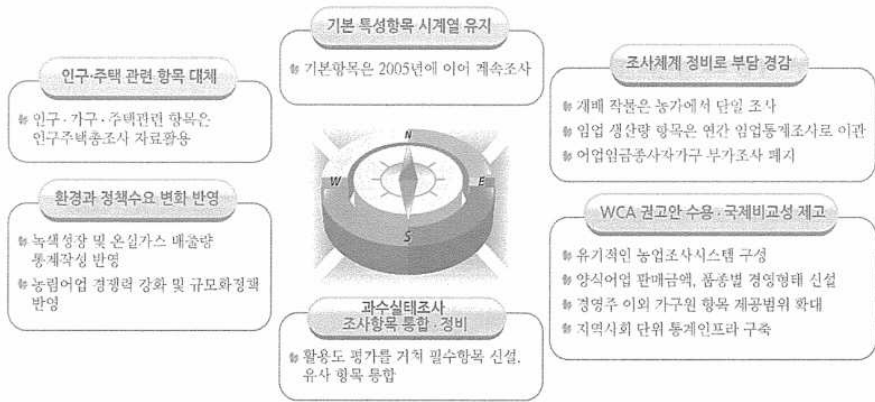 기본 특성항목 시계열 유지
기본항목은 2005년에 이어 계속조사
인구·주택 관련 항목 대체
인구·가구·주택관련 항목은
인구주택총조사 자료활용
조사체계 정비로 부담 경감
재배 작물은 농가에서 단일 조사
임업 생산량 항목은 연간 임업통계조사로 이관
어업임금종사자가구 부가조사 폐지
N
W
E
S
환경과 정책수요 변화 반영
녹색성장 및 온실가스 배출량
통계작성 반영
농림어업 경쟁력 강화 및 규모화정책
반영
WCA 권고안 수용·국제비교성 제고
유기적인 농업조사시스템 구성
양식어업 판매금액, 품종별 경영형태 신설
경영주 이외 가구원 항목 제공범위 확대
지역사회 단위 통계인프라 구축
과수실태조사
조사항목 통합·정비
활용도 평가를 거쳐 필수항목 신설,
유사 항목 통합